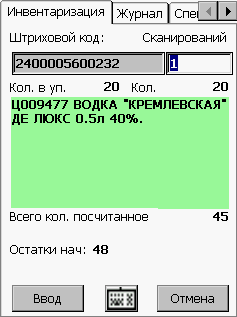 Инвентаризация Журнал Спе
Штриховой код: Сканирований
2400005600232 1
Кол. в уп. 20 Кол. 20
Ц009477 ВОДКА "КРЕМЛЕВСКАЯ"
ДЕ ЛЮКС 0.5л 40%.
Всего кол. посчитанное 45
Остатки нач: 48
Ввод Отмена